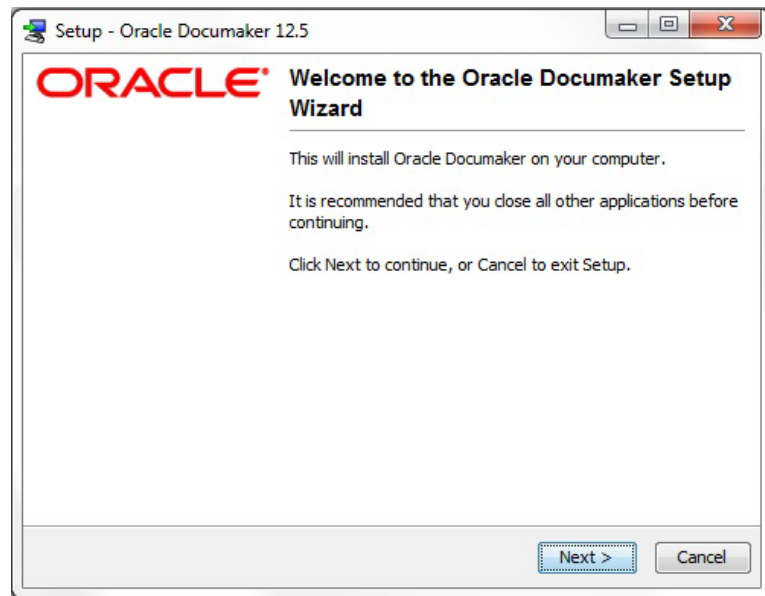 Setup - Oracle Documaker 12.5
ORACLE
Welcome to the Oracle Documaker Setup
Wizard
This will install Oracle Documaker on your computer.
It is recommended that you close all other applications before
continuing.
Click Next to continue, or Cancel to exit Setup.
Next >
Cancel